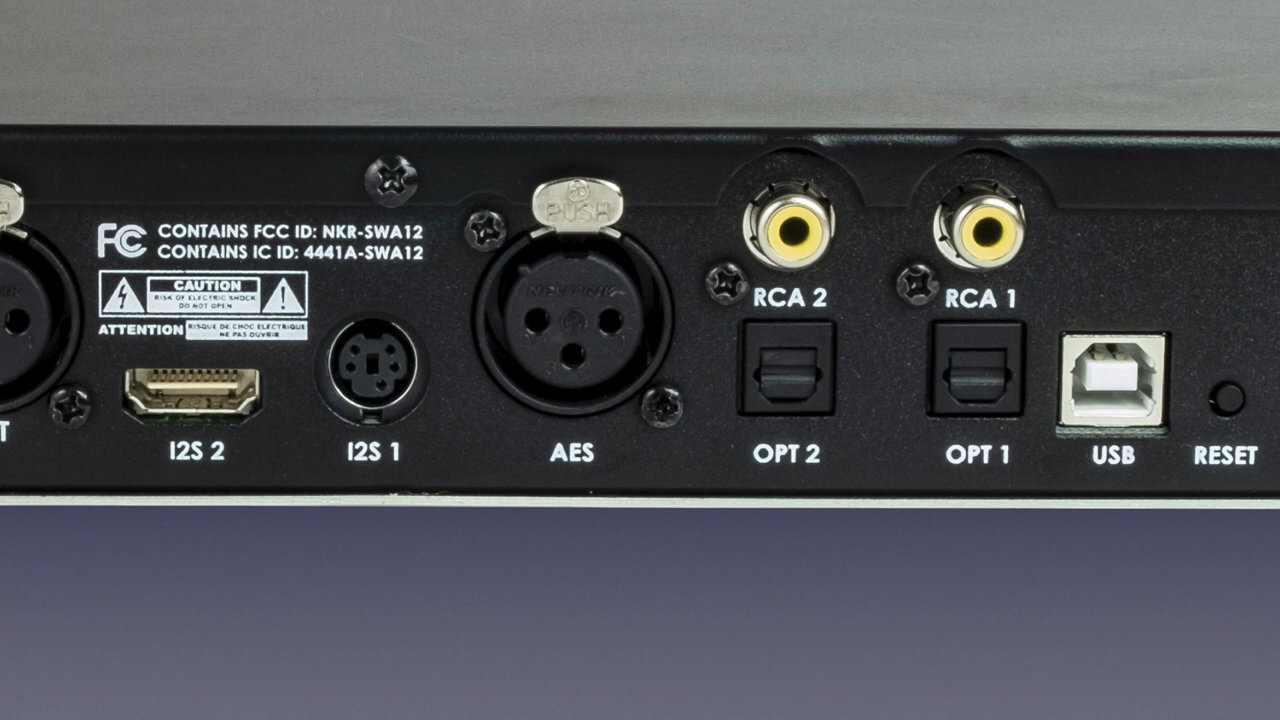 FC CONTAINS FCC ID: NKR-SWA12
CONTAINS IC ID: 4441A-SWA12
CAUTION
RISK OF ELECTRIC SHOCK
DO NOT OPEN
ATTENTION
RISQUE DE CHOC ELECTRIQUE
NE PAS OUVRIR
PUSH
RCA 2
RCA 1
T
I2S 2
I2S 1
AES
OPT 2
OPT 1
USB
RESET